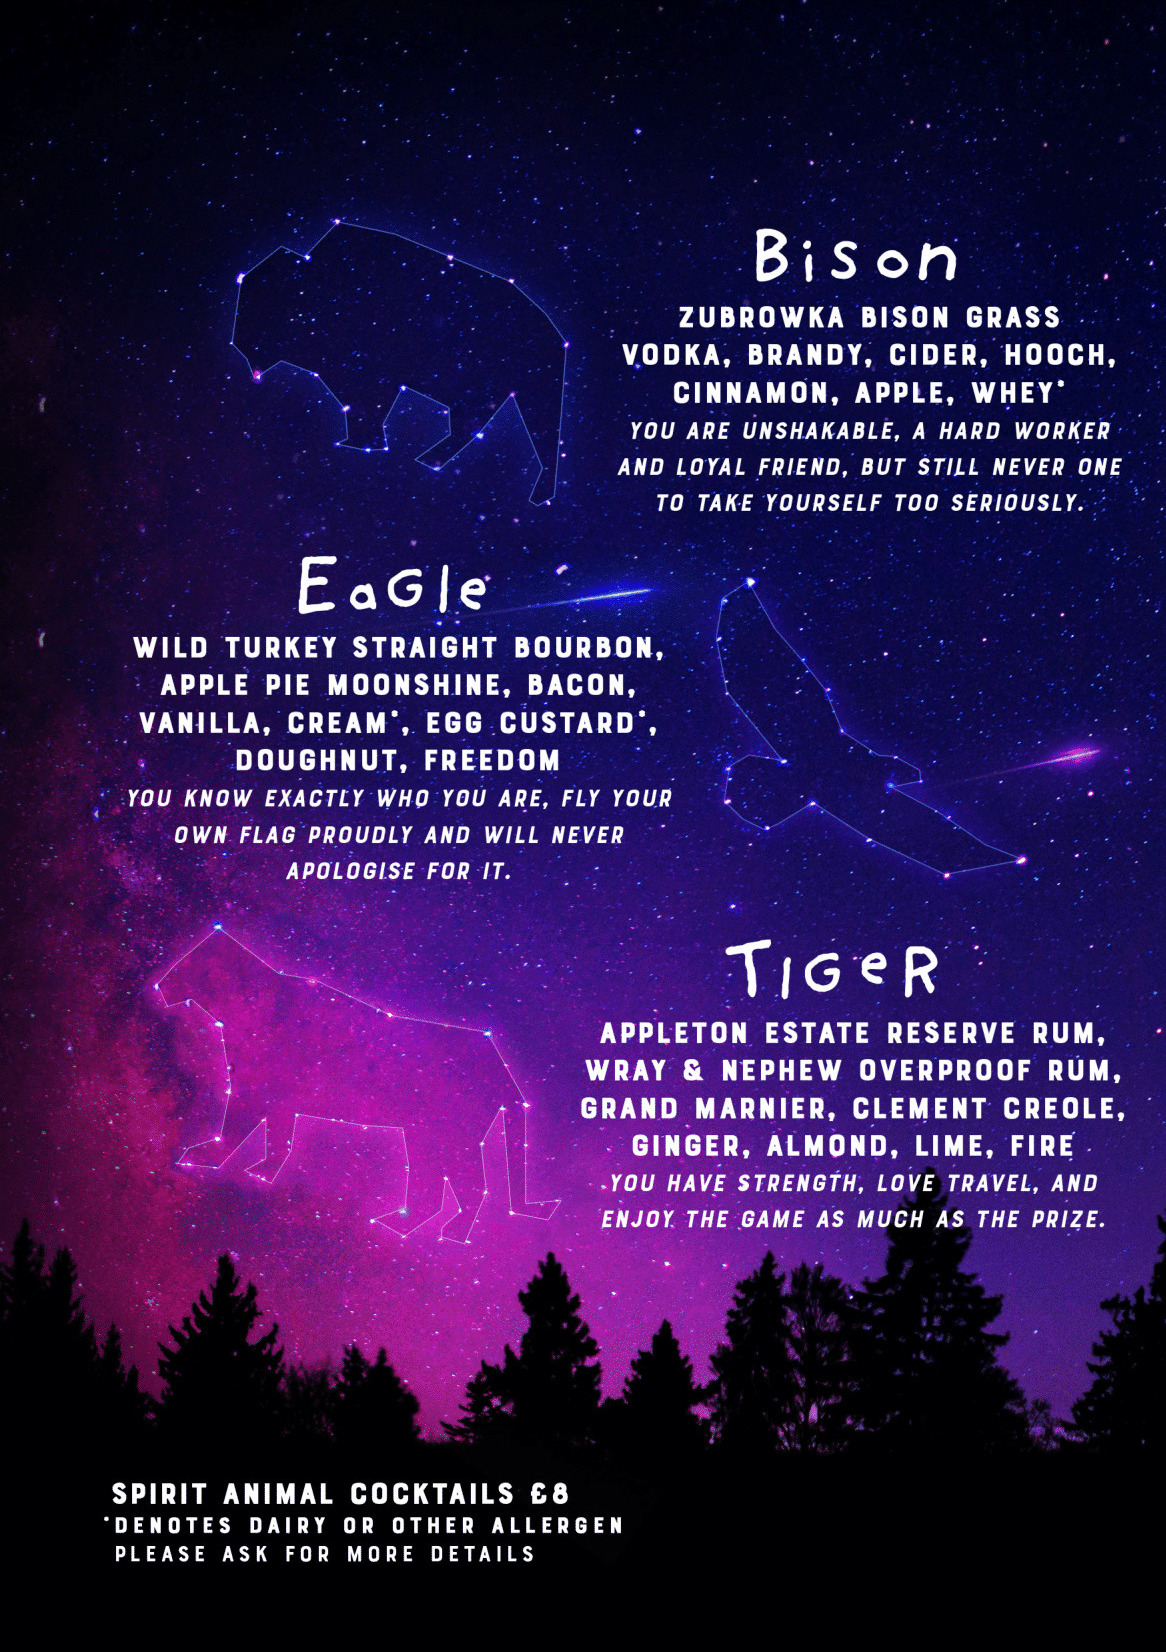 Bison
ZUBROWKA BISON GRASS
VODKA, BRANDY, CIDER, HOOCH,
CINNAMON, APPLE, WHEY*
YOU ARE UNSHAKABLE, A HARD WORKER
AND LOYAL FRIEND, BUT STILL NEVER ONE
TO TAKE YOURSELF TOO SERIOUSLY.
EaGle
WILD TURKEY STRAIGHT BOURBON,
APPLE PIE MOONSHINE, BACON,
VANILLA, CREAM*, EGG CUSTARD*,
DOUGHNUT, FREEDOM
YOU KNOW EXACTLY WHO YOU ARE, FLY YOUR
OWN FLAG PROUDLY AND WILL NEVER
APOLOGISE FOR IT.
TIGeR
APPLETON ESTATE RESERVE RUM,
WRAY & NEPHEW OVERPROOF RUM,
GRAND MARNIER, CLEMENT CREOLE,
GINGER, ALMOND, LIME, FIRE
YOU HAVE STRENGTH, LOVE TRAVEL, AND
ENJOY THE GAME AS MUCH AS THE PRIZE.
SPIRIT ANIMAL COCKTAILS £8
*DENOTES DAIRY OR OTHER ALLERGEN
PLEASE ASK FOR MORE DETAILS